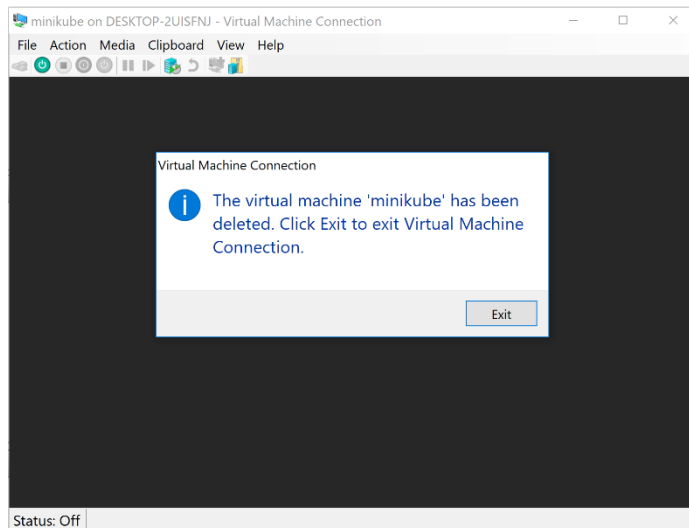 minikube on DESKTOP-2UISFNJ - Virtual Machine Connection
File Action Media Clipboard View Help
Virtual Machine Connection
The virtual machine 'minikube' has been
deleted. Click Exit to exit Virtual Machine
Connection.
Exit
Status: Off